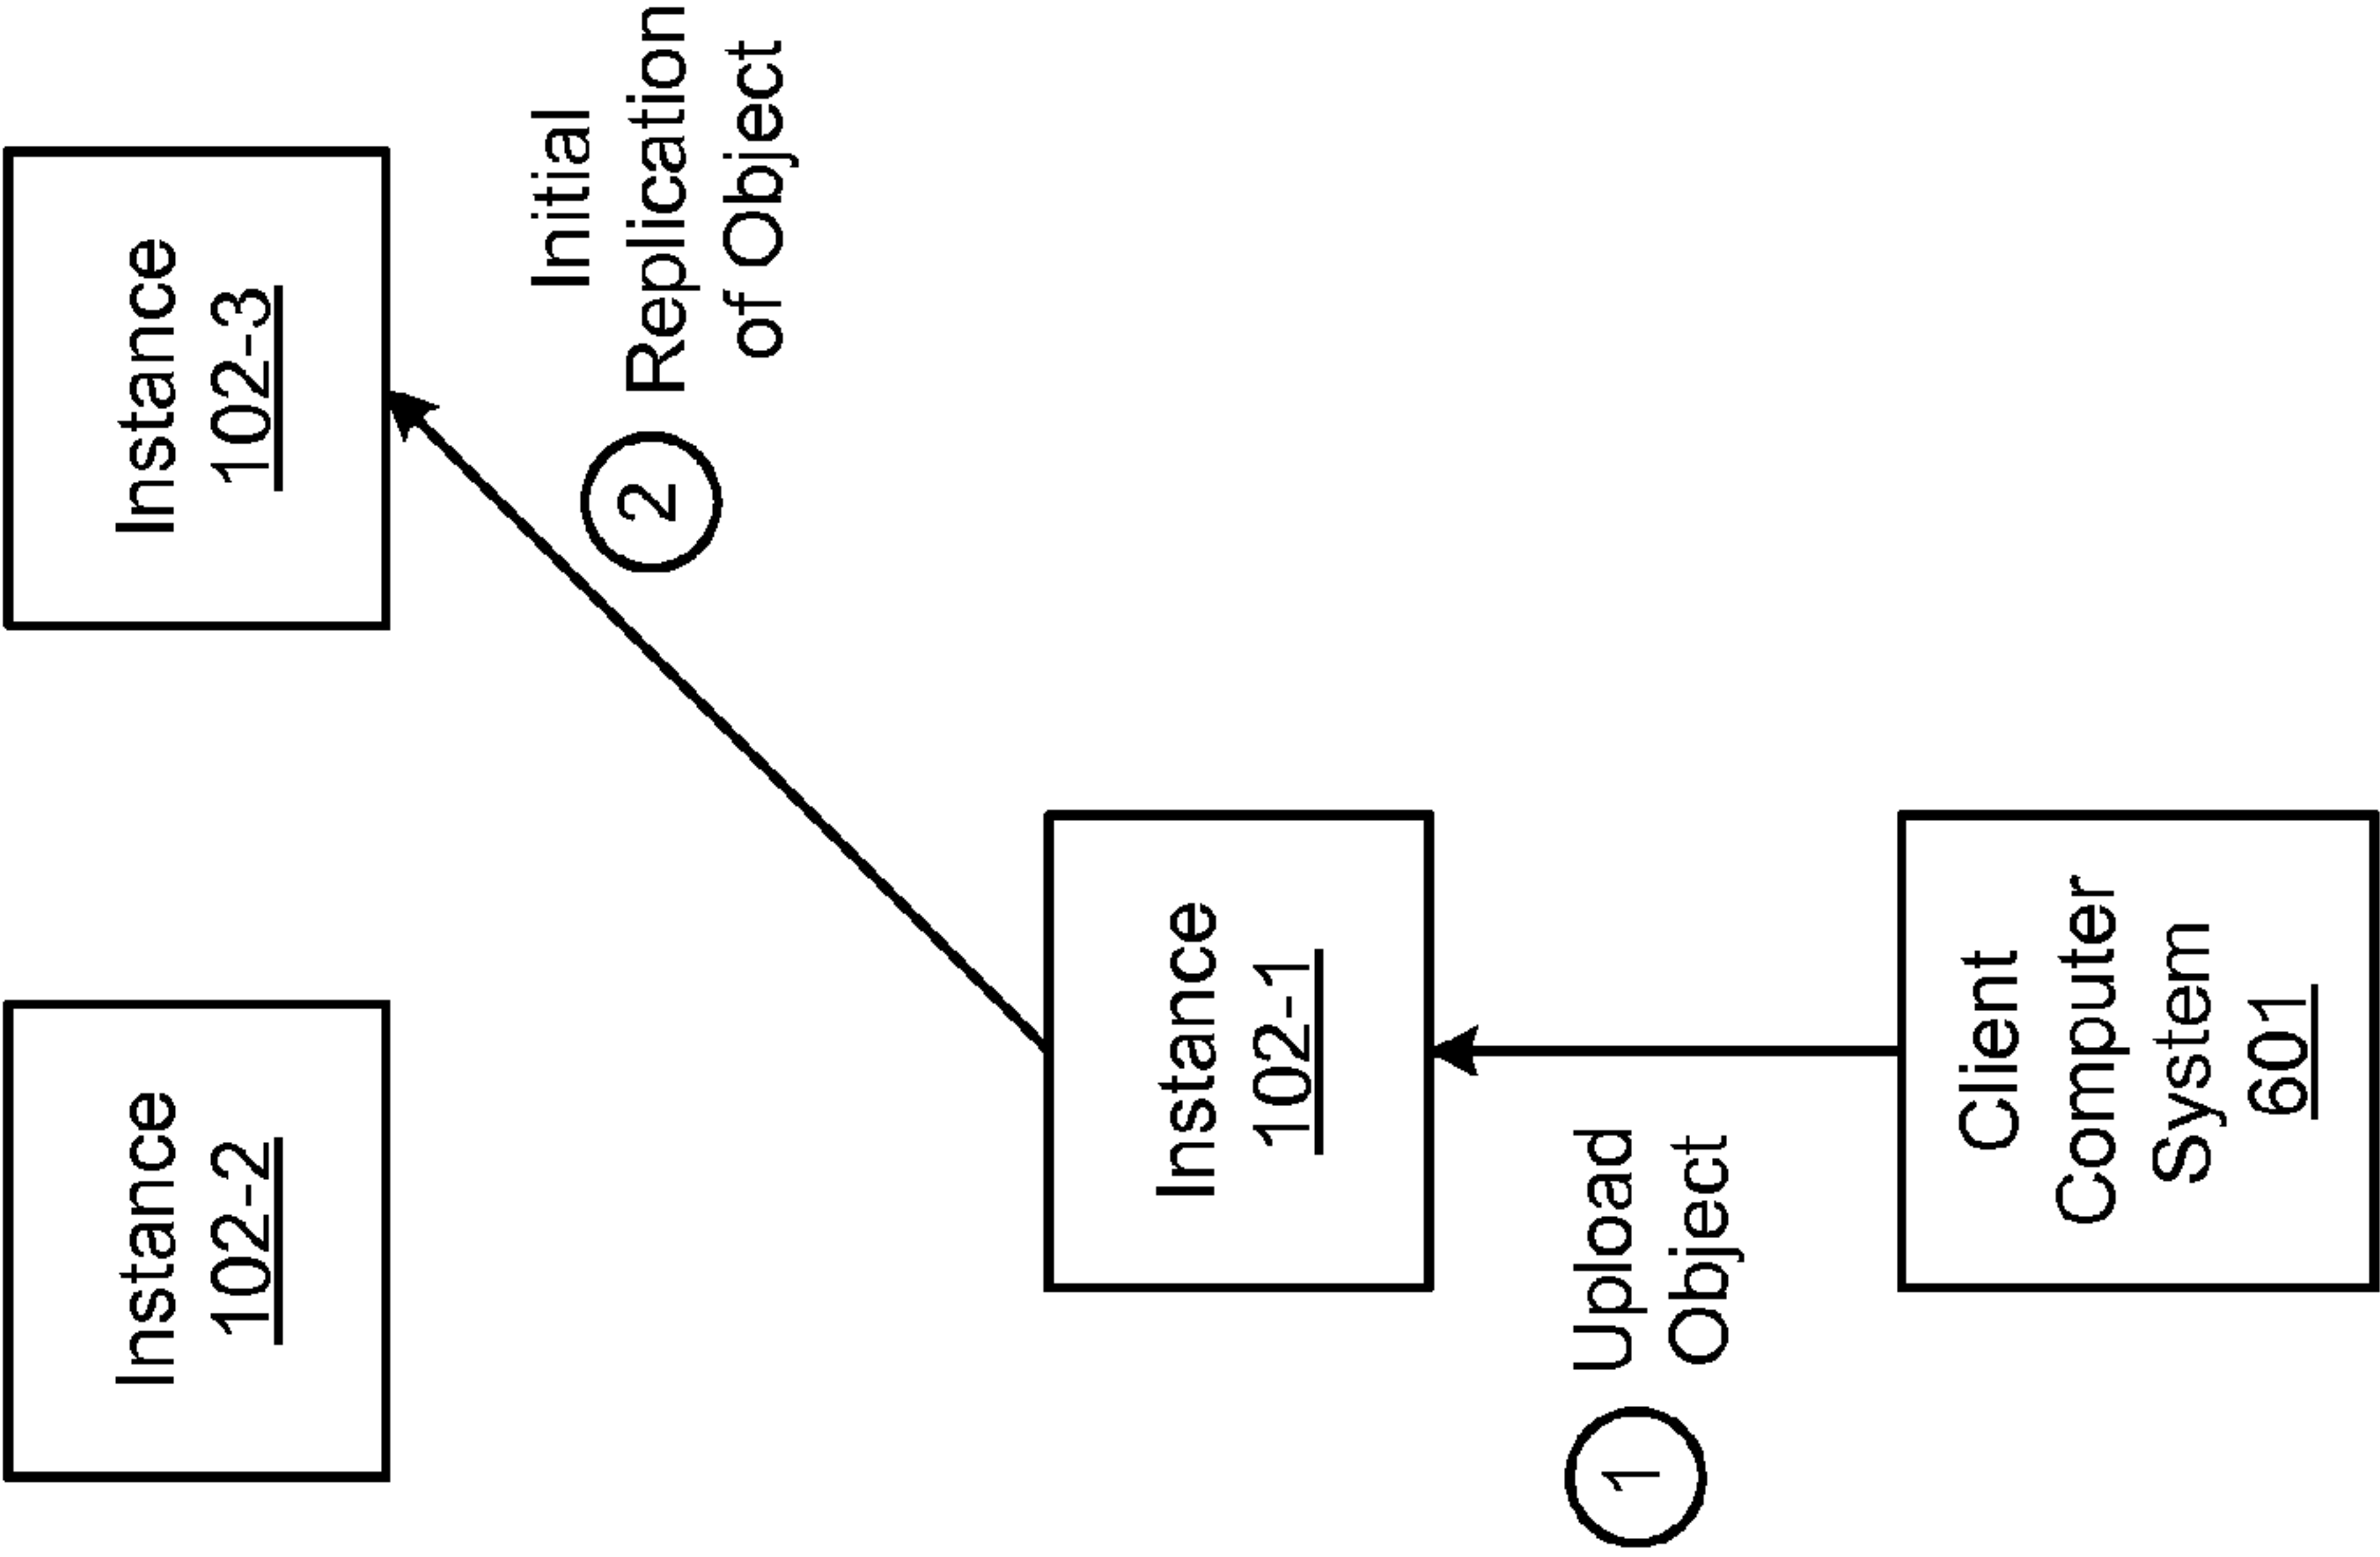 Instance
102-2
Instance
102-3
2
Initial
Replication
of Object
Instance
102-1
1
Upload
Object
Client
Computer
System
601